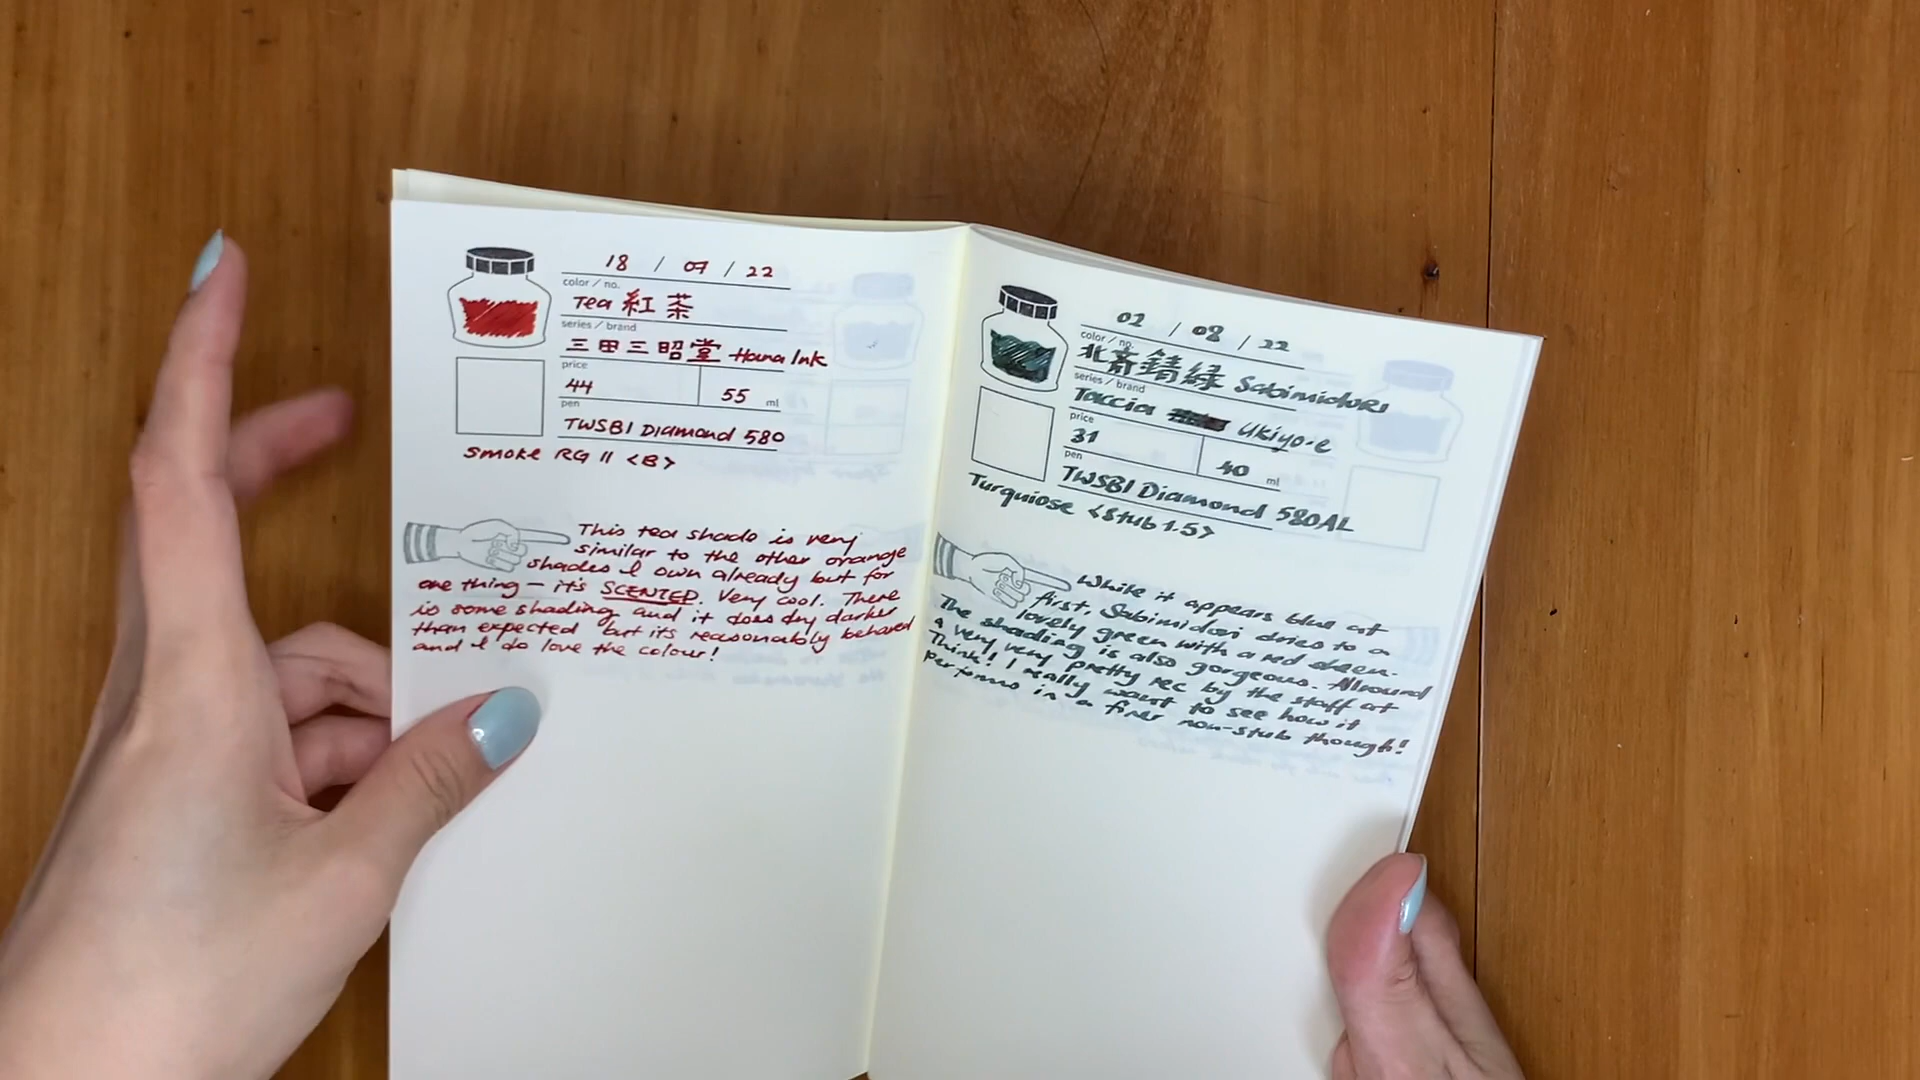 18 / 07 / 22
color / no.
Tea 紅茶
series / brand
三田三昭堂 Hana Ink
price
44 55 ml
pen
TWSBI Diamond 580
Smoke RG II <B>
This tea shade is very
similar to the other orange
shades I own already but for
one thing – it's SCENTED. Very cool. There
is some shading and it does dry darker
than expected but it's reasonably behaved
and I do love the colour!
02 / 08 / 22
color / no.
北斎錆緑 Sabimidori
series / brand
Taccia Ukiyo-e
price
31 40 ml
pen
TWSBI Diamond 580AL
Turquiose <Stub 1.5>
While it appears blue at
first, Sabimidori dries to a
lovely green with a red sheen.
The shading is also gorgeous. Allround
a very, very pretty rec by the staff at
Think! I really want to see how it
performs in a finer non-stub though!